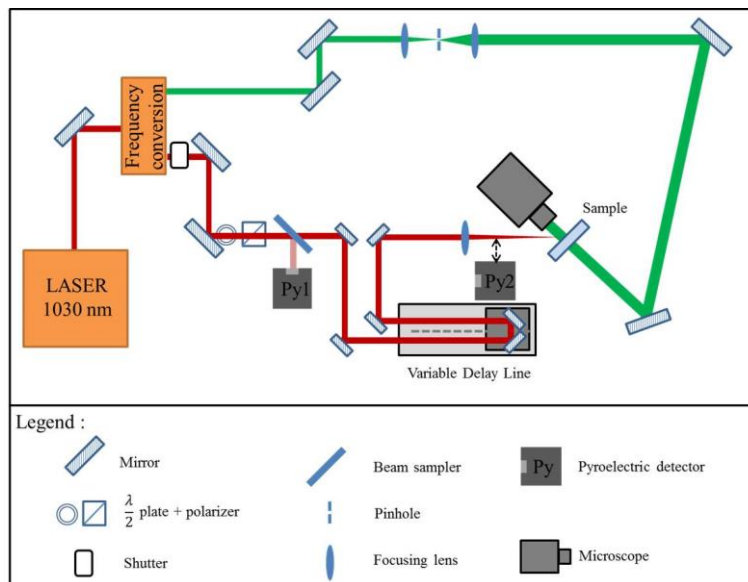 Frequency
conversion
Sample
LASER
1030 nm
Py1
Py2
Variable Delay Line
Legend :
Mirror
Beam sampler
Py
Pyroelectric detector
λ/2 plate + polarizer
Pinhole
Shutter
Focusing lens
Microscope